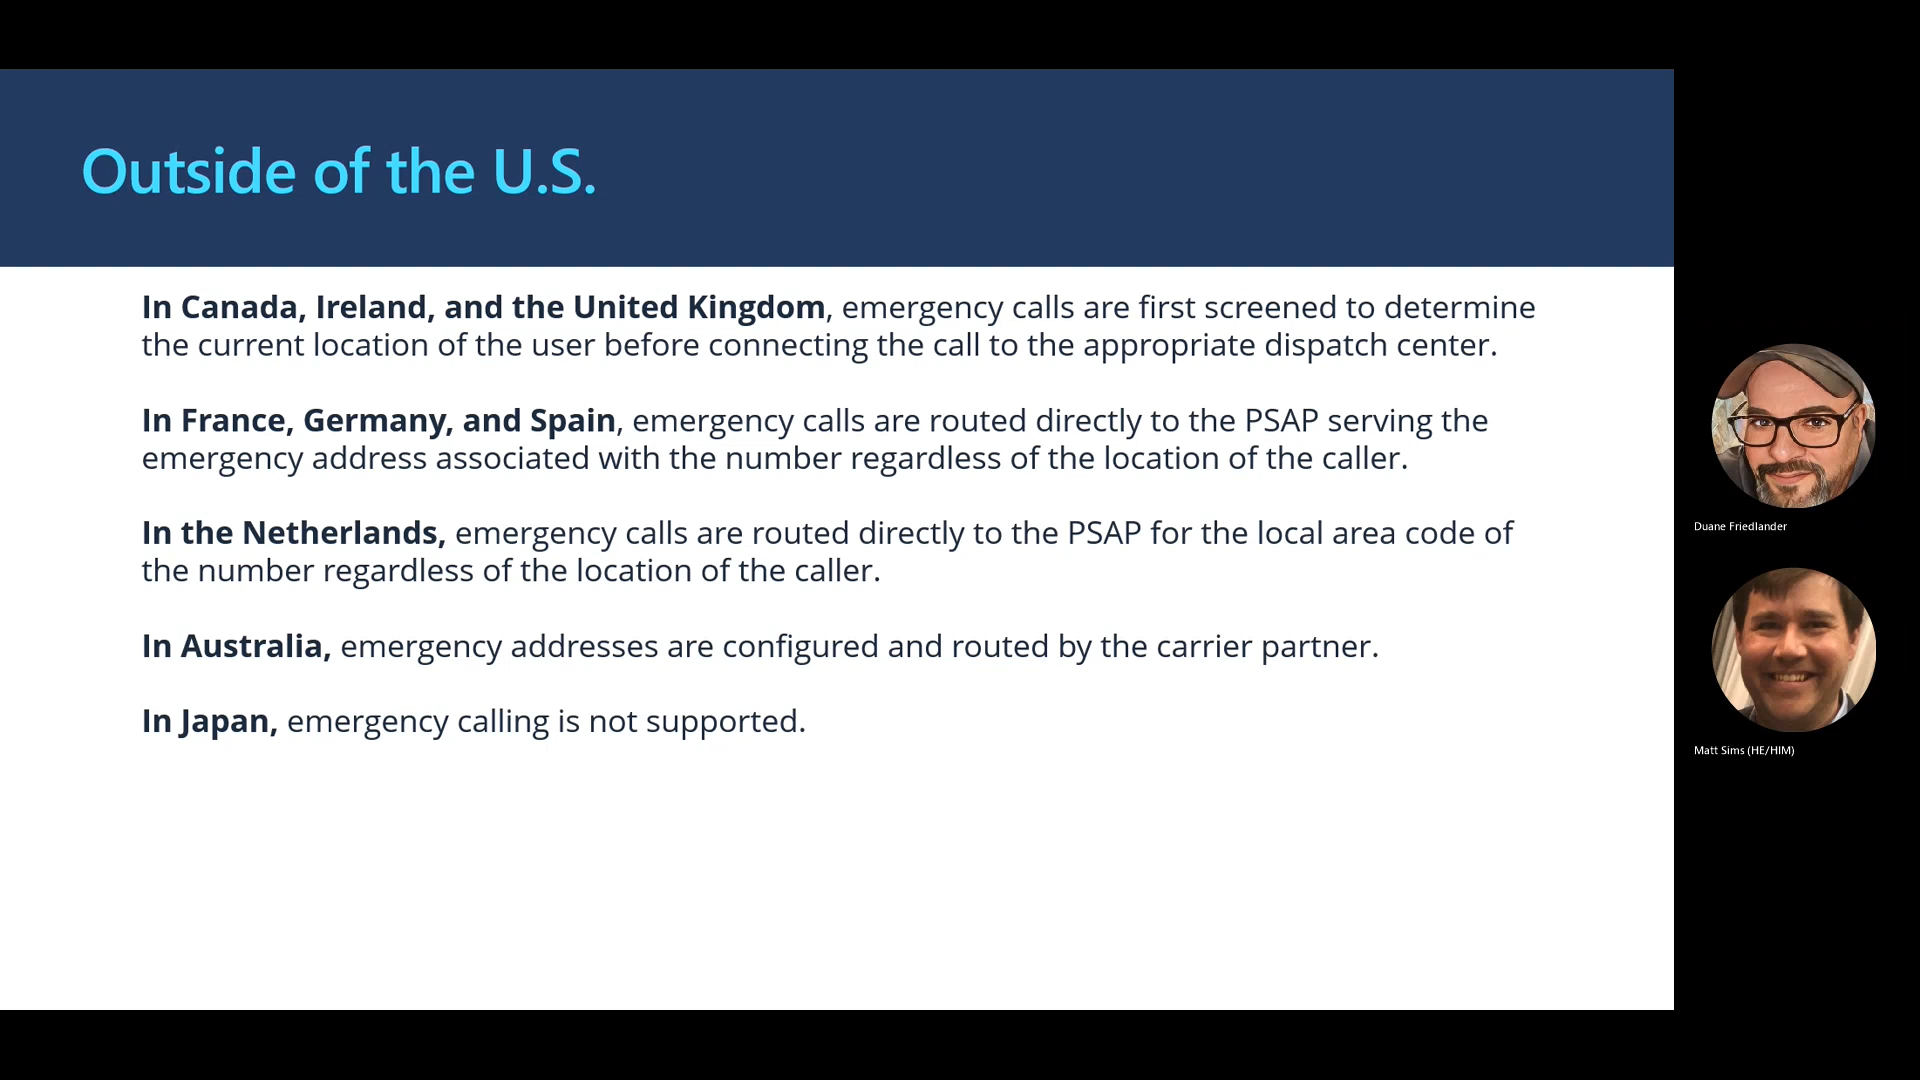 Outside of the U.S.
In Canada, Ireland, and the United Kingdom, emergency calls are first screened to determine
the current location of the user before connecting the call to the appropriate dispatch center.
In France, Germany, and Spain, emergency calls are routed directly to the PSAP serving the
emergency address associated with the number regardless of the location of the caller.
In the Netherlands, emergency calls are routed directly to the PSAP for the local area code of
the number regardless of the location of the caller.
In Australia, emergency addresses are configured and routed by the carrier partner.
In Japan, emergency calling is not supported.
Duane Friedlander
Matt Sims (HE/HIM)